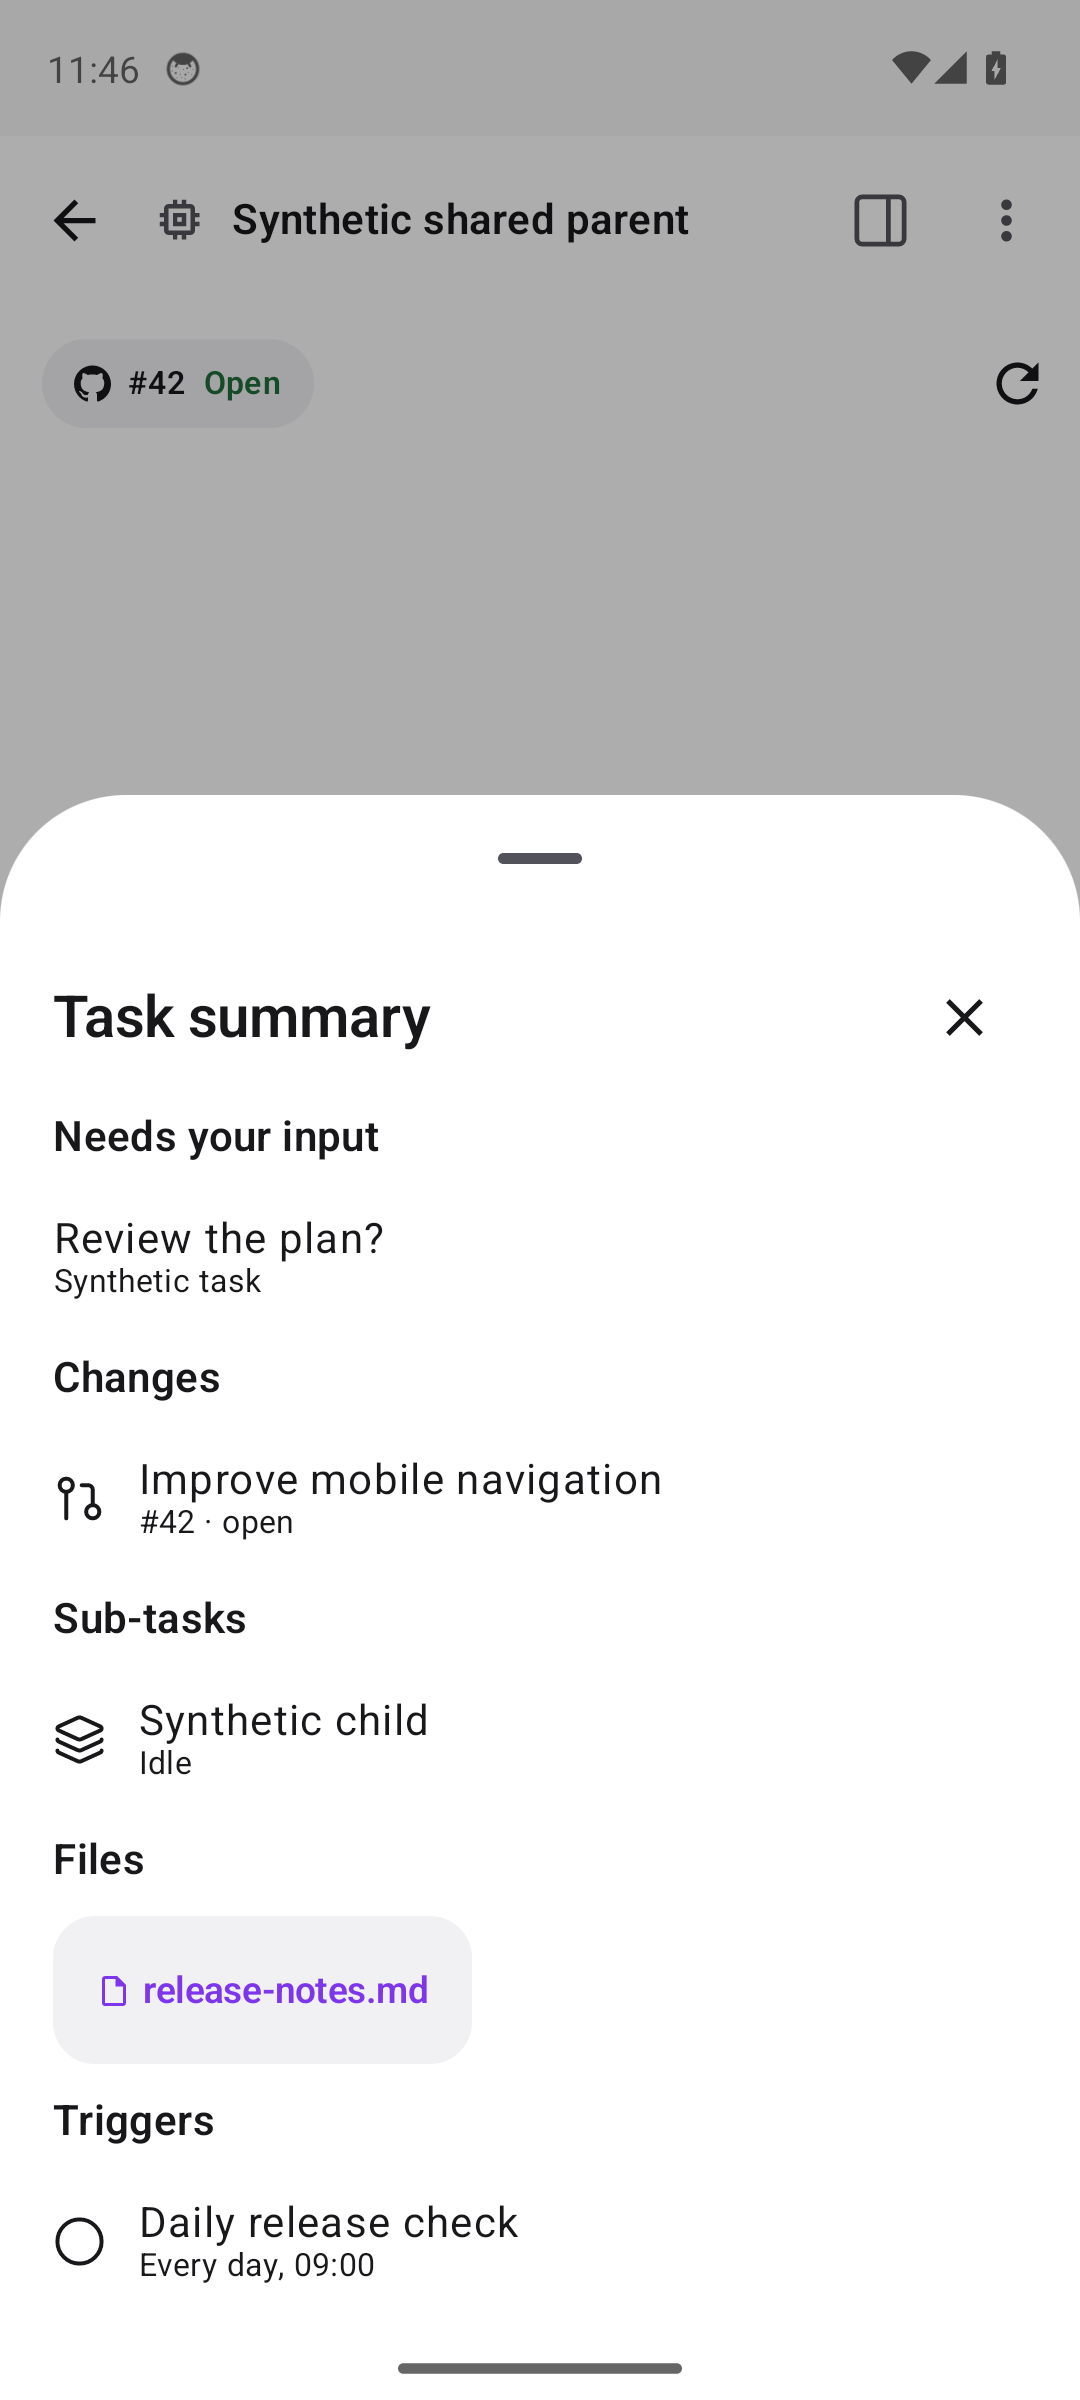 11:46
Synthetic shared parent
#42 Open
Task summary
Needs your input
Review the plan?
Synthetic task
Changes
Improve mobile navigation
#42 · open
Sub-tasks
Synthetic child
Idle
Files
release-notes.md
Triggers
Daily release check
Every day, 09:00